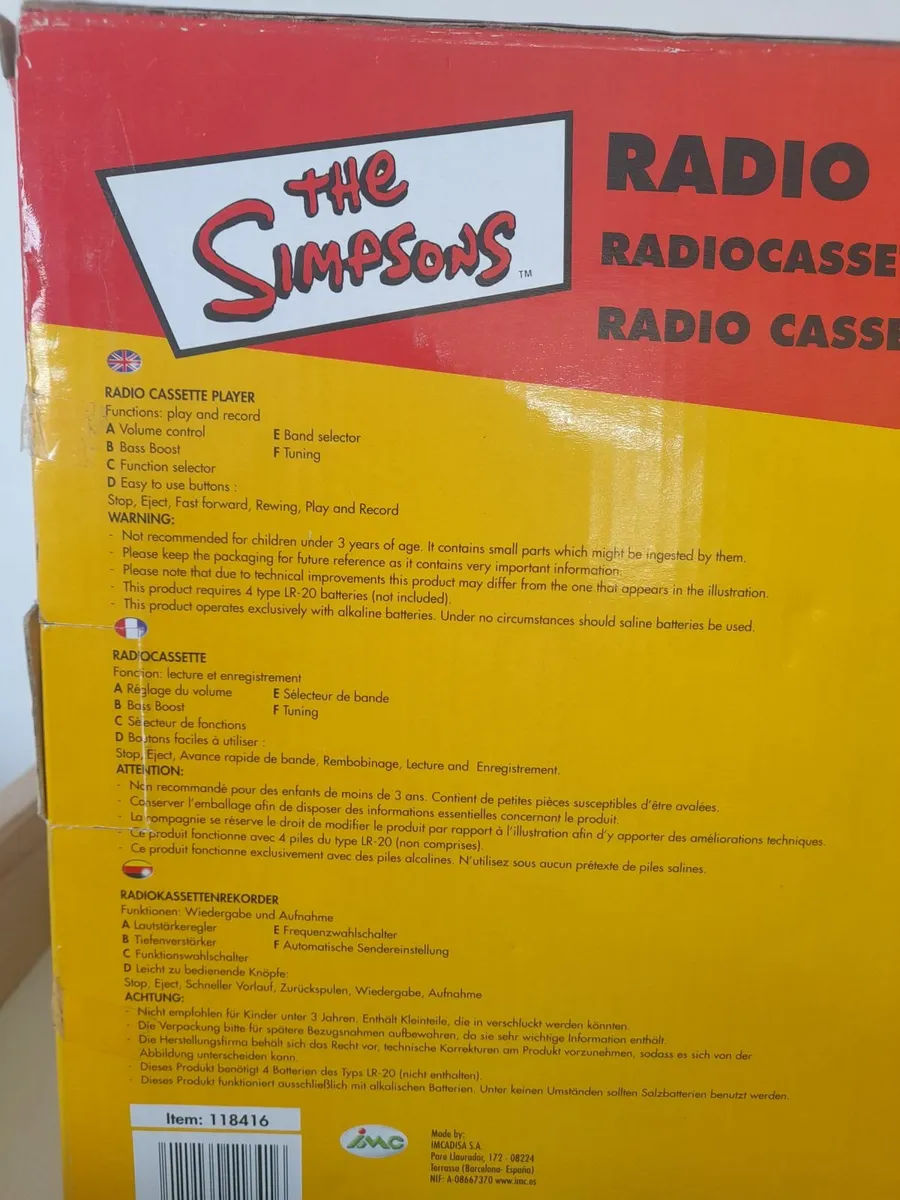 THE
SIMPSONS™
RADIO
RADIOCASSE
RADIO CASSE
RADIO CASSETTE PLAYER
Functions: play and record
A Volume control
E Band selector
B Bass Boost
F Tuning
C Function selector
D Easy to use buttons :
Stop, Eject, Fast forward, Rewing, Play and Record
WARNING:
- Not recommended for children under 3 years of age. It contains small parts which might be ingested by them.
- Please keep the packaging for future reference as it contains very important information.
- Please note that due to technical improvements this product may differ from the one that appears in the illustration.
- This product requires 4 type LR-20 batteries (not included).
- This product operates exclusively with alkaline batteries. Under no circumstances should saline batteries be used.
RADIOCASSETTE
Fonction: lecture et enregistrement
A Réglage du volume
E Sélecteur de bande
B Bass Boost
F Tuning
C Sélecteur de fonctions
D Boutons faciles à utiliser :
Stop, Eject, Avance rapide de bande, Rembobinage, Lecture and Enregistrement.
ATTENTION:
- Non recommandé pour des enfants de moins de 3 ans. Contient de petites pièces susceptibles d'être avalées.
- Conserver l'emballage afin de disposer des informations essentielles concernant le produit.
- La compagnie se réserve le droit de modifier le produit par rapport à l'illustration afin d'y apporter des améliorations techniques.
- Ce produit fonctionne avec 4 piles du type LR-20 (non comprises).
- Ce produit fonctionne exclusivement avec des piles alcalines. N'utilisez sous aucun prétexte de piles salines.
RADIOKASSETTENREKORDER
Funktionen: Wiedergabe und Aufnahme
A Lautstärkeregler
E Frequenzwahlschalter
B Tiefenverstärker
F Automatische Sendereinstellung
C Funktionswahlschalter
D Leicht zu bedienende Knöpfe:
Stop, Eject, Schneller Vorlauf, Zurückspulen, Wiedergabe, Aufnahme
ACHTUNG:
- Nicht empfohlen für Kinder unter 3 Jahren. Enthält Kleinteile, die in verschluckt werden könnten.
- Die Verpackung bitte für spätere Bezugsnahmen aufbewahren, da sie sehr wichtige Information enthält.
- Die Herstellungsfirma behält sich das Recht vor, technische Korrekturen am Produkt vorzunehmen, sodass es sich von der
Abbildung unterscheiden kann.
- Dieses Produkt benötigt 4 Batterien des Typs LR-20 (nicht enthalten).
- Dieses Produkt funktioniert ausschließlich mit alkalischen Batterien. Unter keinen Umständen sollten Salzbatterien benutzt werden.
Item: 118416
imc
Made by:
IMCADISA S.A.
Pare Llaurador, 172 - 08224
Terrassa (Barcelona- España)
NIF: A-08667370 www.imc.es